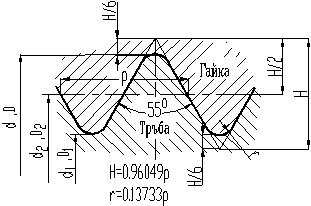 H/6
P
Гайка
H/2
H
55°
Тръба
d, D
d₂, D₂
d₁, D₁
H/6
r
H=0.96049p
r=0.13733p